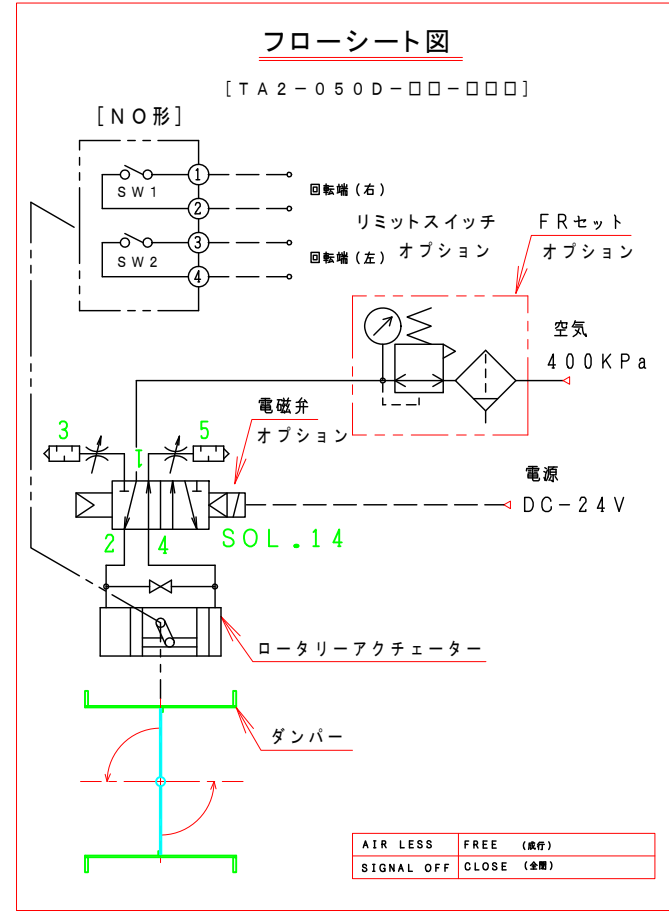 フローシート図
[TA2-050D-□□-□□□]
[NO形]
SW1
①
②
回転端(右)
SW2
③
④
回転端(左)
リミットスイッチ
オプション
FRセット
オプション
空気
400KPa
電磁弁
オプション
3
1
5
電源
DC-24V
2
4
SOL.14
ロータリーアクチェーター
ダンパー
AIR LESS FREE (成行)
SIGNAL OFF CLOSE (全閉)